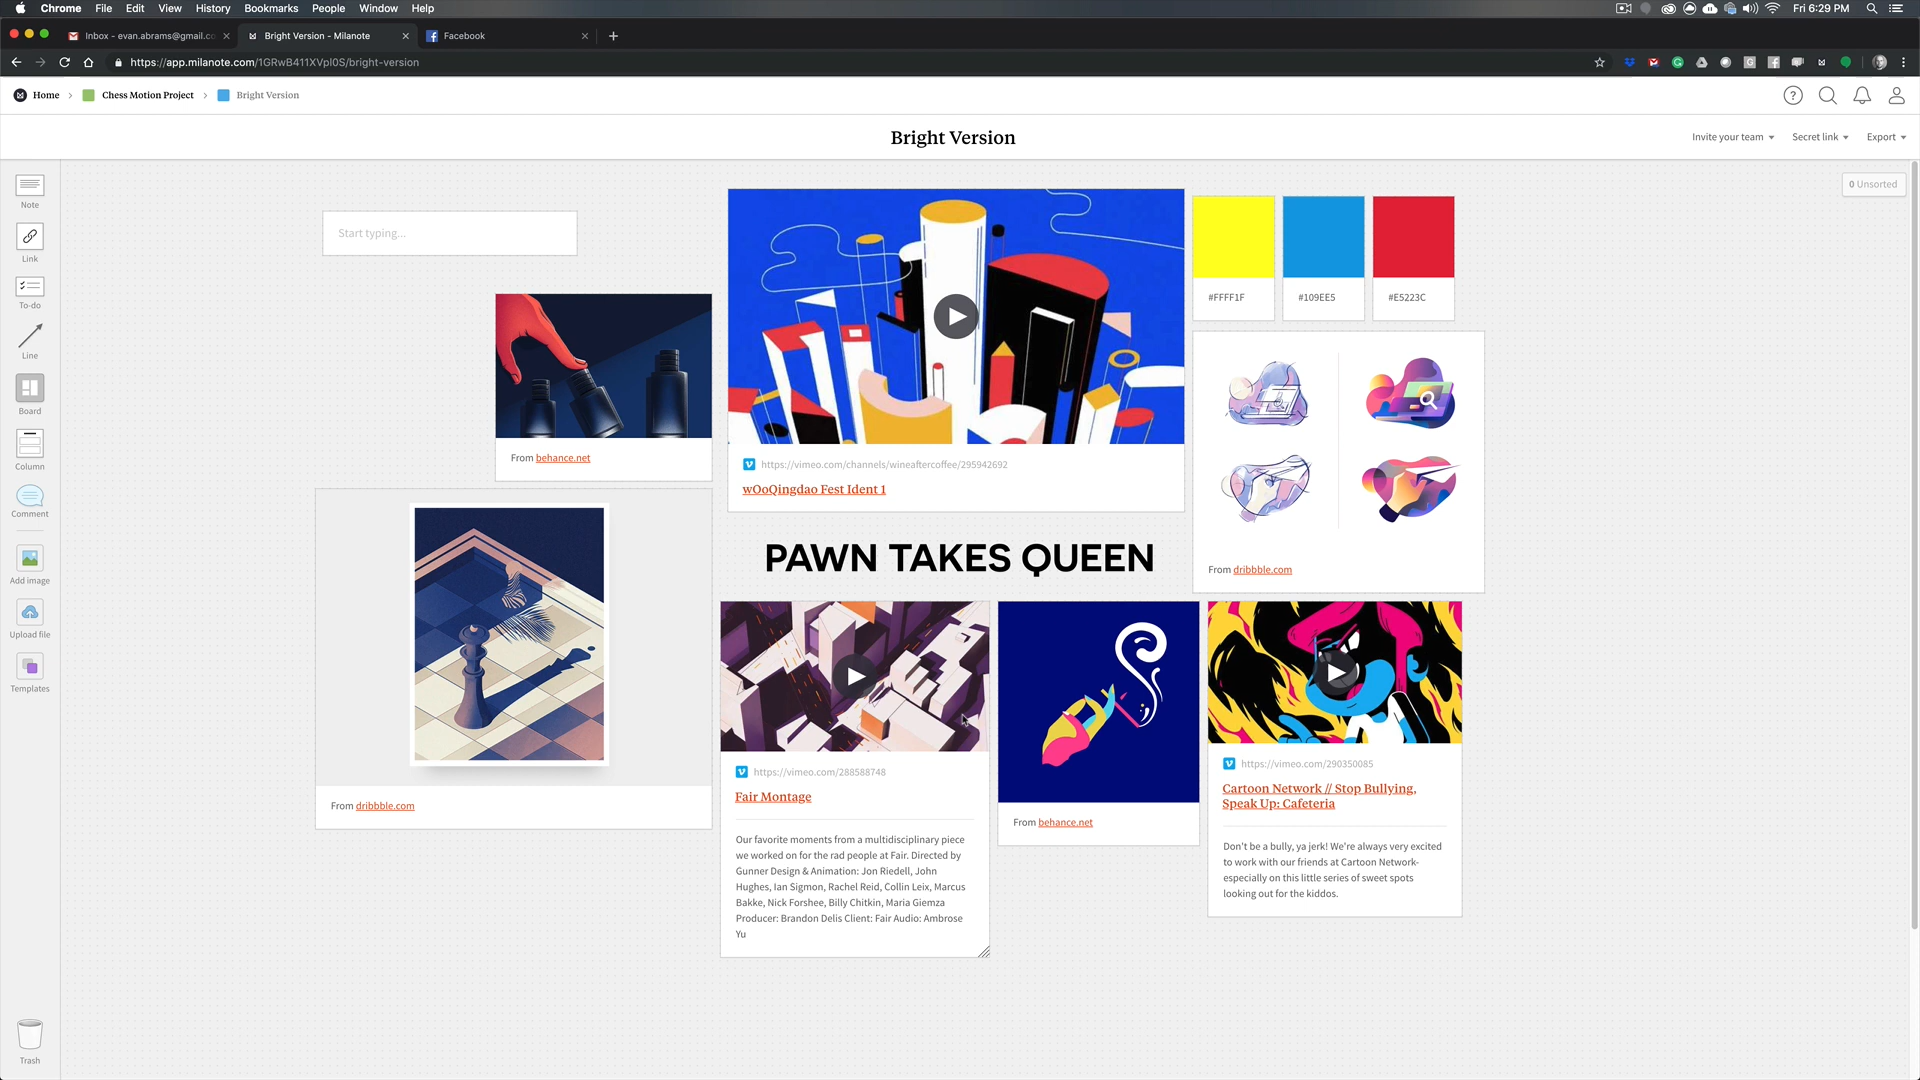 Chrome File Edit View History Bookmarks People Window Help
Fri 6:29 PM
Inbox - evan.abrams@gmail.co
Bright Version - Milanote
Facebook
https://app.milanote.com/1GRwB411XVpI0S/bright-version
Home
Chess Motion Project
Bright Version
Bright Version
Invite your team
Secret link
Export
0 Unsorted
Note
Link
To-do
Line
Board
Column
Comment
Add image
Upload file
Templates
Trash
Start typing...
From behance.net
From dribbble.com
https://vimeo.com/channels/wineaftercoffee/295942692
wOoQingdao Fest Ident 1
#FFFF1F
#109EE5
#E5223C
From dribbble.com
PAWN TAKES QUEEN
https://vimeo.com/288588748
Fair Montage
Our favorite moments from a multidisciplinary piece
we worked on for the rad people at Fair. Directed by
Gunner Design & Animation: Jon Riedell, John
Hughes, Ian Sigmon, Rachel Reid, Collin Leix, Marcus
Bakke, Nick Forshee, Billy Chitkin, Maria Giemza
Producer: Brandon Delis Client: Fair Audio: Ambrose
Yu
From behance.net
https://vimeo.com/290350085
Cartoon Network // Stop Bullying,
Speak Up: Cafeteria
Don't be a bully, ya jerk! We're always very excited
to work with our friends at Cartoon Network-
especially on this little series of sweet spots
looking out for the kiddos.